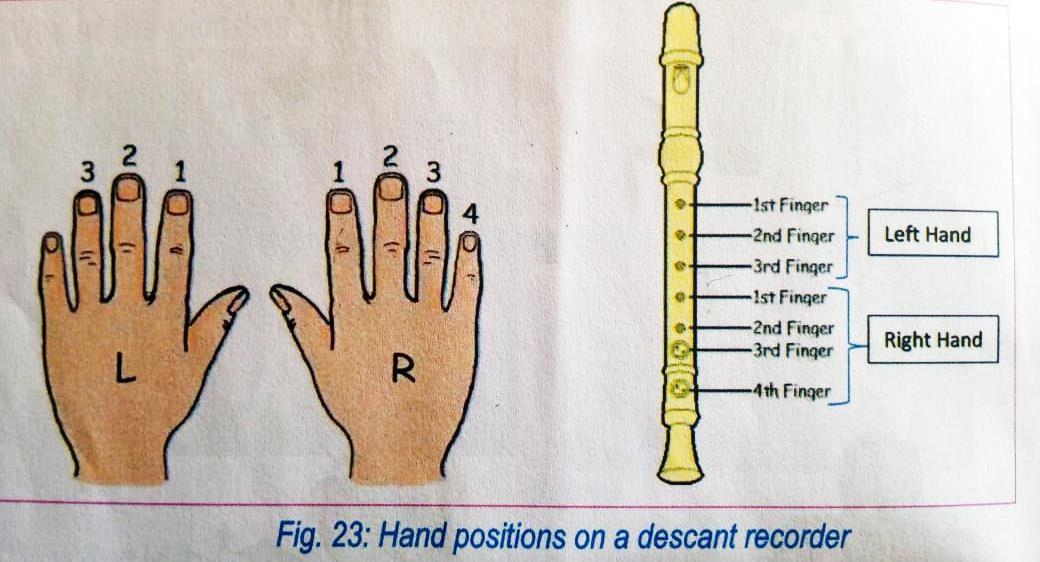 3 2 1
1 2 3 4
L
R
1st Finger
2nd Finger
3rd Finger
Left Hand
1st Finger
2nd Finger
3rd Finger
4th Finger
Right Hand
Fig. 23: Hand positions on a descant recorder